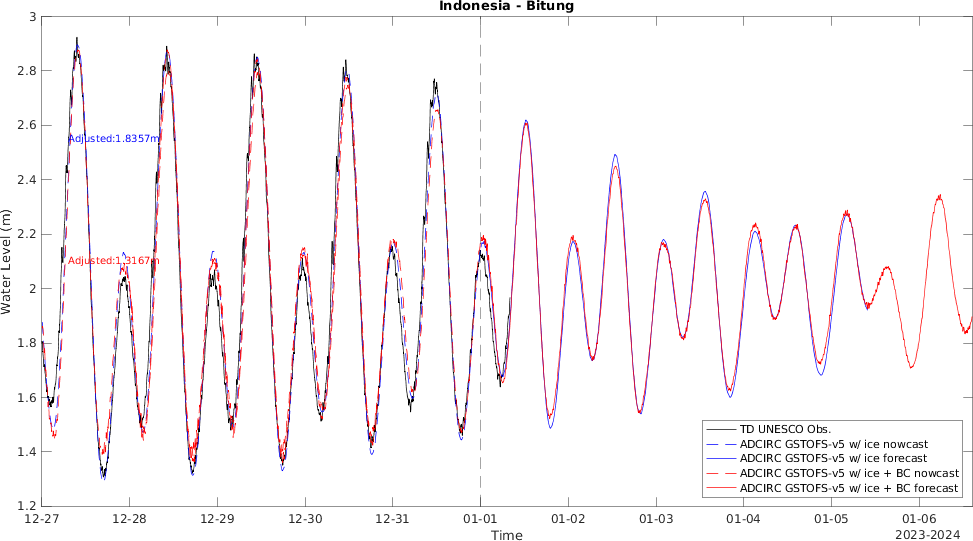 Indonesia - Bitung
3
2.8
2.6
2.4
2.2
2
1.8
1.6
1.4
1.2
Water Level (m)
Adjusted:1.8357m
Adjusted:1.3167m
TD UNESCO Obs.
ADCIRC GSTOFS-v5 w/ ice nowcast
ADCIRC GSTOFS-v5 w/ ice forecast
ADCIRC GSTOFS-v5 w/ ice + BC nowcast
ADCIRC GSTOFS-v5 w/ ice + BC forecast
12-27 12-28 12-29 12-30 12-31 01-01 01-02 01-03 01-04 01-05 01-06
Time
2023-2024